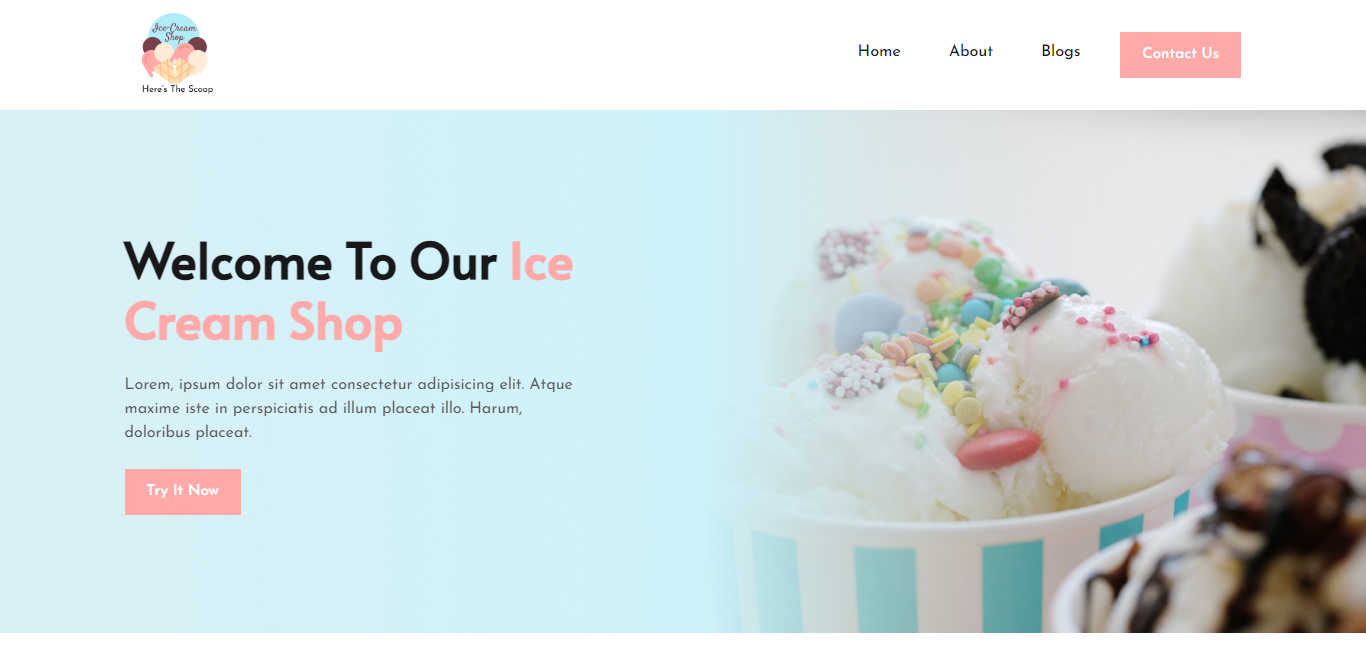 Ice-Cream
Shop
Here's The Scoop
Home About Blogs Contact Us
Welcome To Our Ice
Cream Shop
Lorem, ipsum dolor sit amet consectetur adipisicing elit. Atque
maxime iste in perspiciatis ad illum placeat illo. Harum,
doloribus placeat.
Try It Now